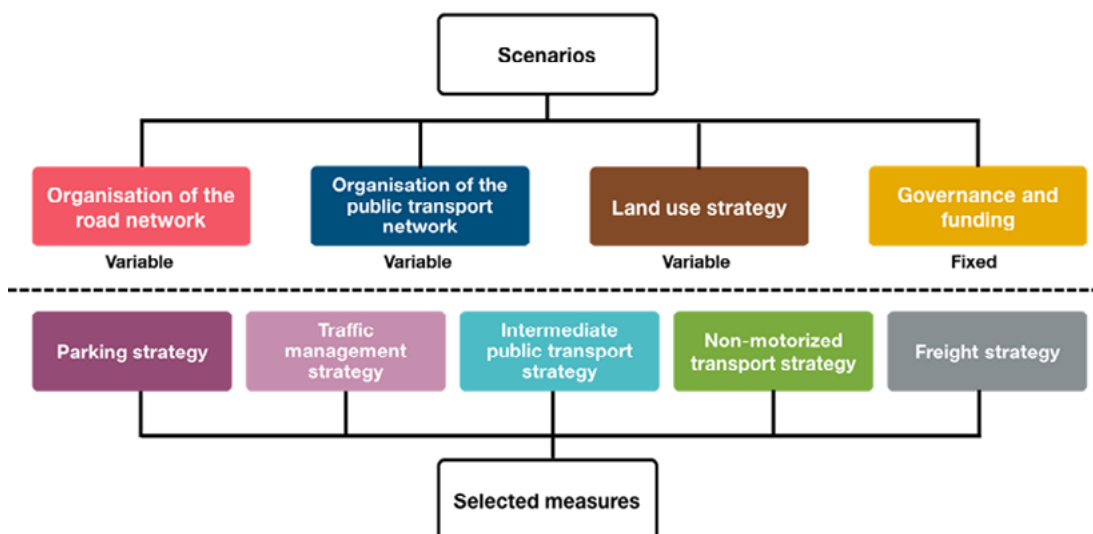 Scenarios
Organisation of the
road network
Organisation of the
public transport
network
Land use strategy
Governance and
funding
Variable
Variable
Variable
Fixed
Parking strategy
Traffic
management
strategy
Intermediate
public transport
strategy
Non-motorized
transport strategy
Freight strategy
Selected measures